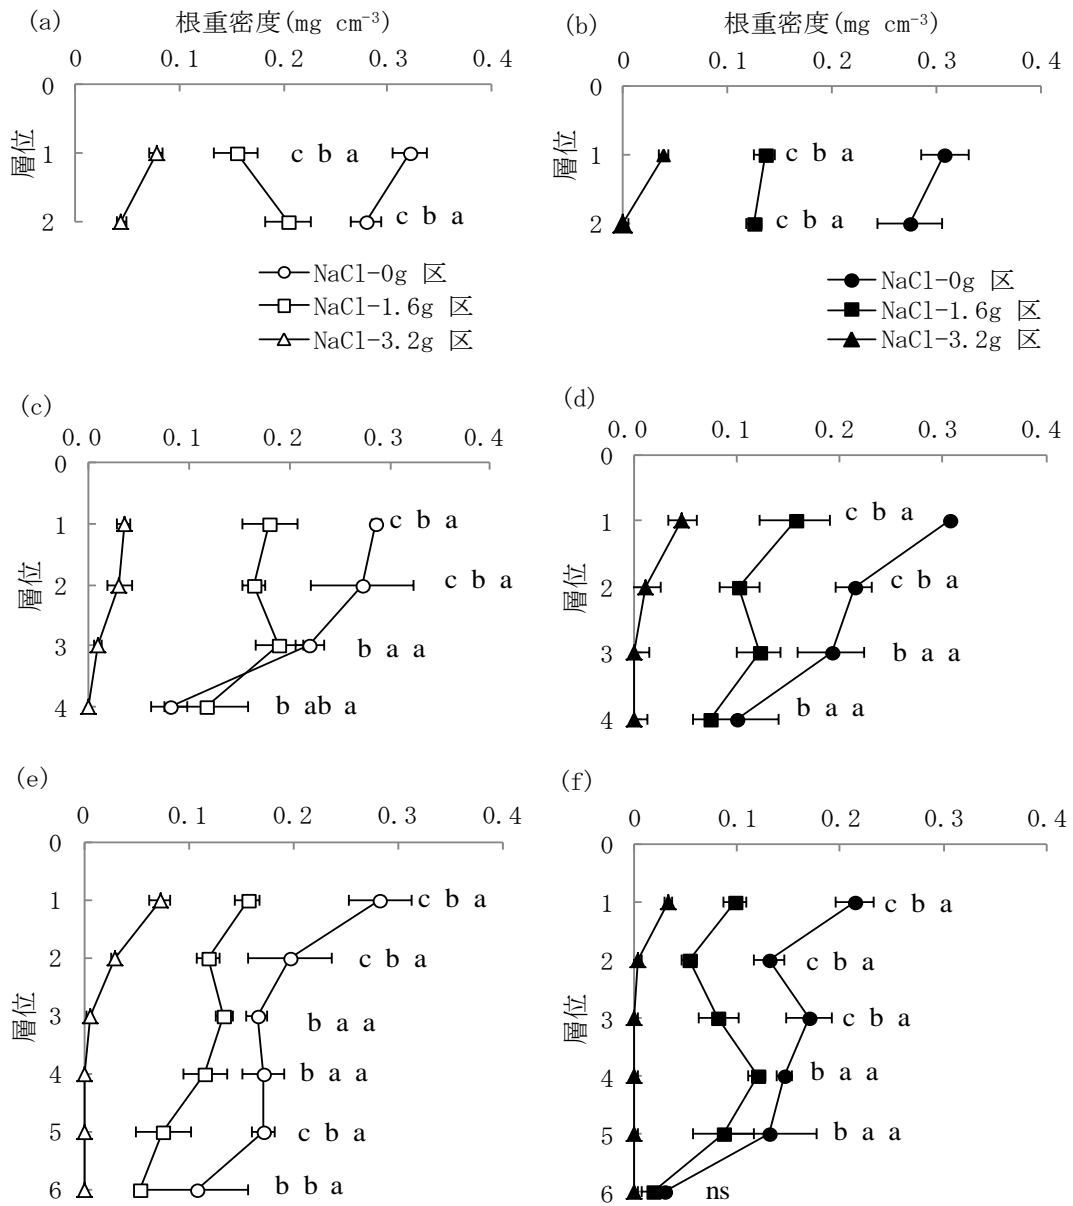 (a) 根重密度(mg cm⁻³)
0 0.1 0.2 0.3 0.4
0
1
2
層位
c b a
c b a
NaCl-0g 区
NaCl-1.6g 区
NaCl-3.2g 区
(b) 根重密度(mg cm⁻³)
0 0.1 0.2 0.3 0.4
0
1
2
層位
c b a
c b a
NaCl-0g 区
NaCl-1.6g 区
NaCl-3.2g 区
(c)
0.0 0.1 0.2 0.3 0.4
0
1
2
3
4
層位
c b a
c b a
b a a
b ab a
(d)
0.0 0.1 0.2 0.3 0.4
0
1
2
3
4
層位
c b a
c b a
b a a
b a a
(e)
0 0.1 0.2 0.3 0.4
0
1
2
3
4
5
6
層位
c b a
c b a
b a a
b a a
c b a
b b a
(f)
0 0.1 0.2 0.3 0.4
0
1
2
3
4
5
6
層位
c b a
c b a
c b a
b a a
b a a
ns